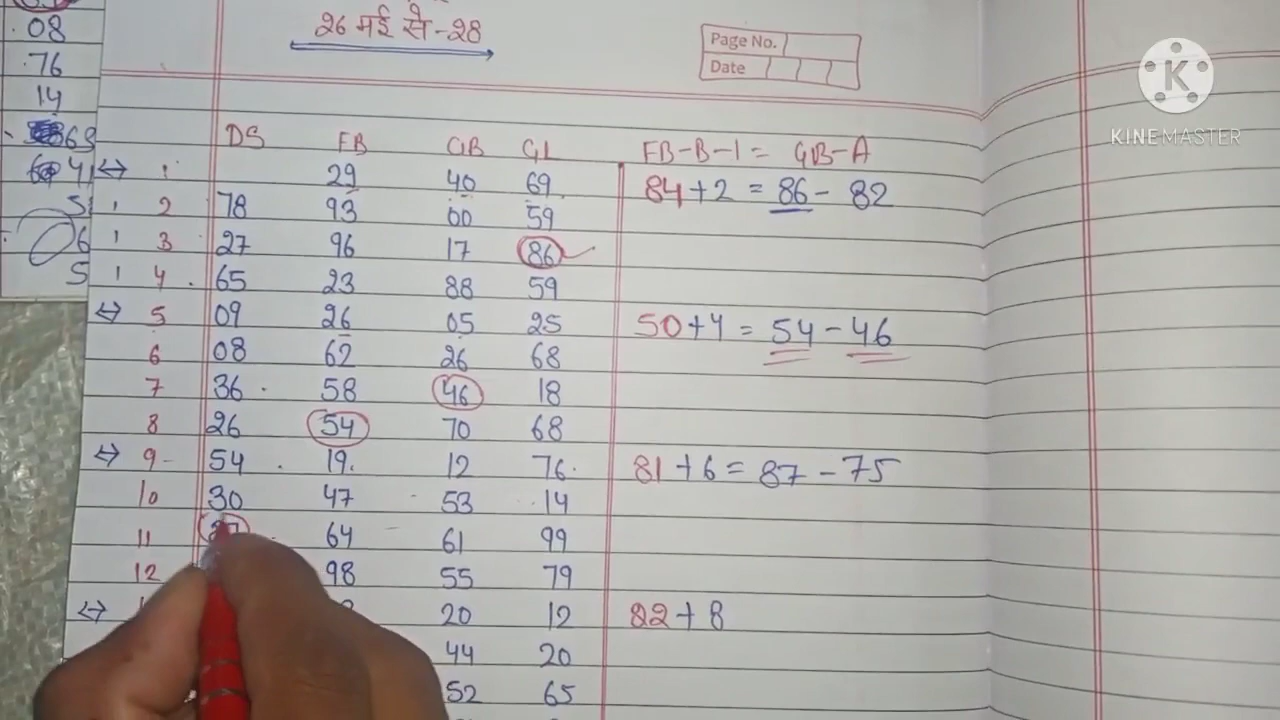 08
26 मई से - 28
Page No.
Date
76
14
KINEMASTER
DS FB GB GL FB-B-1 = GB-A
1 29 40 69 84+2 = 86 - 82
2 78 93 00 59
3 27 96 17 86
4 65 23 88 59
5 09 26 05 25 50+4 = 54 - 46
6 08 62 26 68
7 36 58 46 18
8 26 54 70 68
9 54 19 12 76 81+6 = 87 - 75
10 30 47 53 14
11 64 61 99
12 98 55 79
20 12 82+8
44 20
52 65